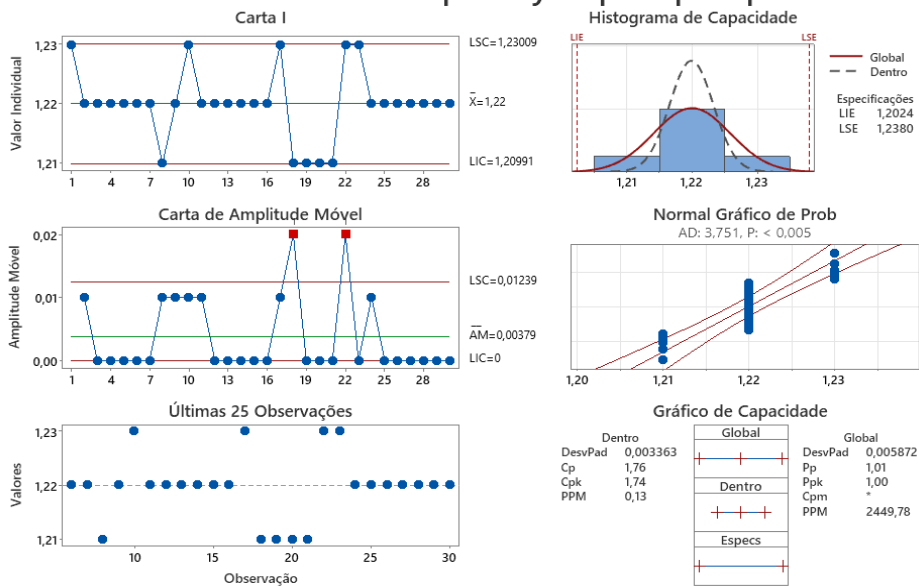 Carta I
Valor Individual
1,23
1,22
1,21
LSC=1,23009
X=1,22
LIC=1,20991
1 4 7 10 13 16 19 22 25 28
Histograma de Capacidade
LIE
LSE
Global
Dentro
Especificações
LIE 1,2024
LSE 1,2380
1,21 1,22 1,23
Carta de Amplitude Móvel
Amplitude Móvel
0,02
0,01
0,00
LSC=0,01239
AM=0,00379
LIC=0
1 4 7 10 13 16 19 22 25 28
Normal Gráfico de Prob
AD: 3,751, P: < 0,005
1,20 1,21 1,22 1,23
Últimas 25 Observações
Valores
1,23
1,22
1,21
10 15 20 25 30
Observação
Gráfico de Capacidade
Dentro
DesvPad 0,003363
Cp 1,76
Cpk 1,74
PPM 0,13
Global
Dentro
Especs
Global
DesvPad 0,005872
Pp 1,01
Ppk 1,00
Cpm *
PPM 2449,78